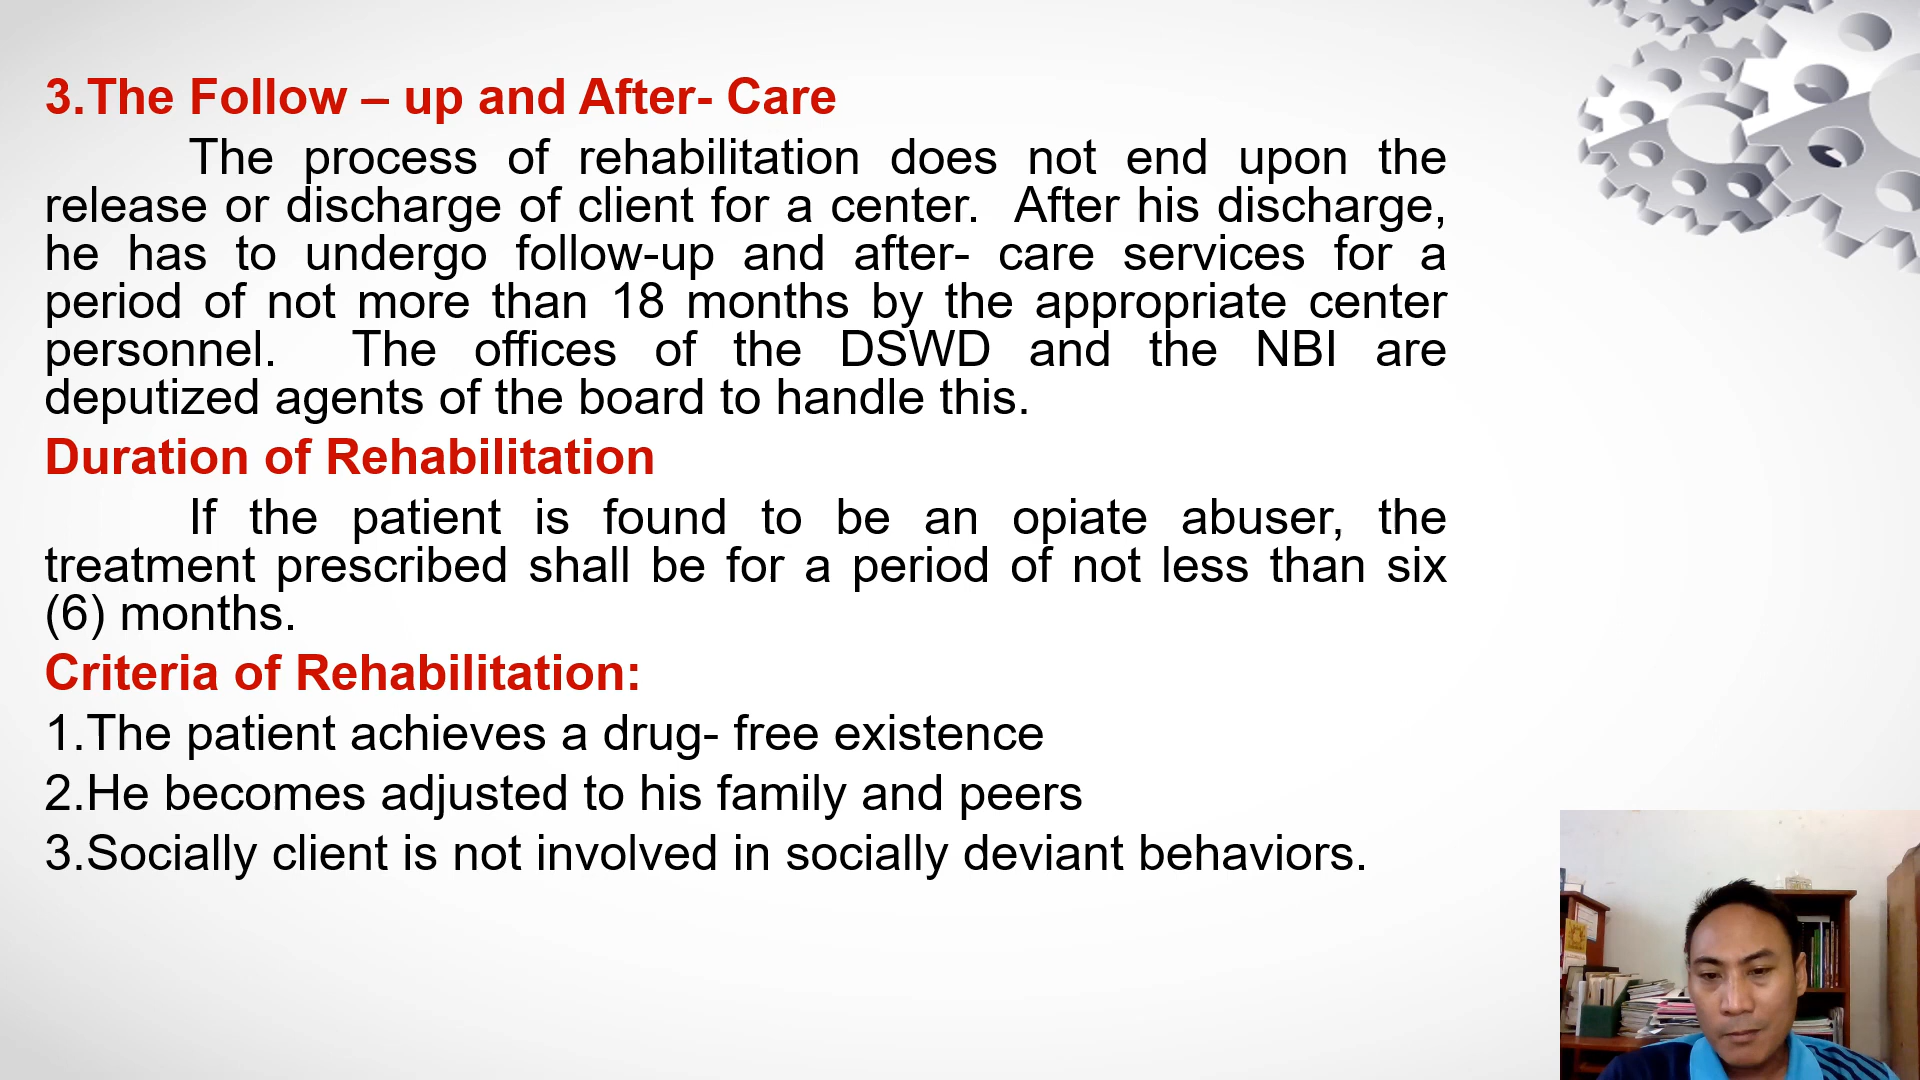 3.The Follow – up and After- Care
The process of rehabilitation does not end upon the
release or discharge of client for a center. After his discharge,
he has to undergo follow-up and after- care services for a
period of not more than 18 months by the appropriate center
personnel. The offices of the DSWD and the NBI are
deputized agents of the board to handle this.
Duration of Rehabilitation
If the patient is found to be an opiate abuser, the
treatment prescribed shall be for a period of not less than six
(6) months.
Criteria of Rehabilitation:
1.The patient achieves a drug- free existence
2.He becomes adjusted to his family and peers
3.Socially client is not involved in socially deviant behaviors.